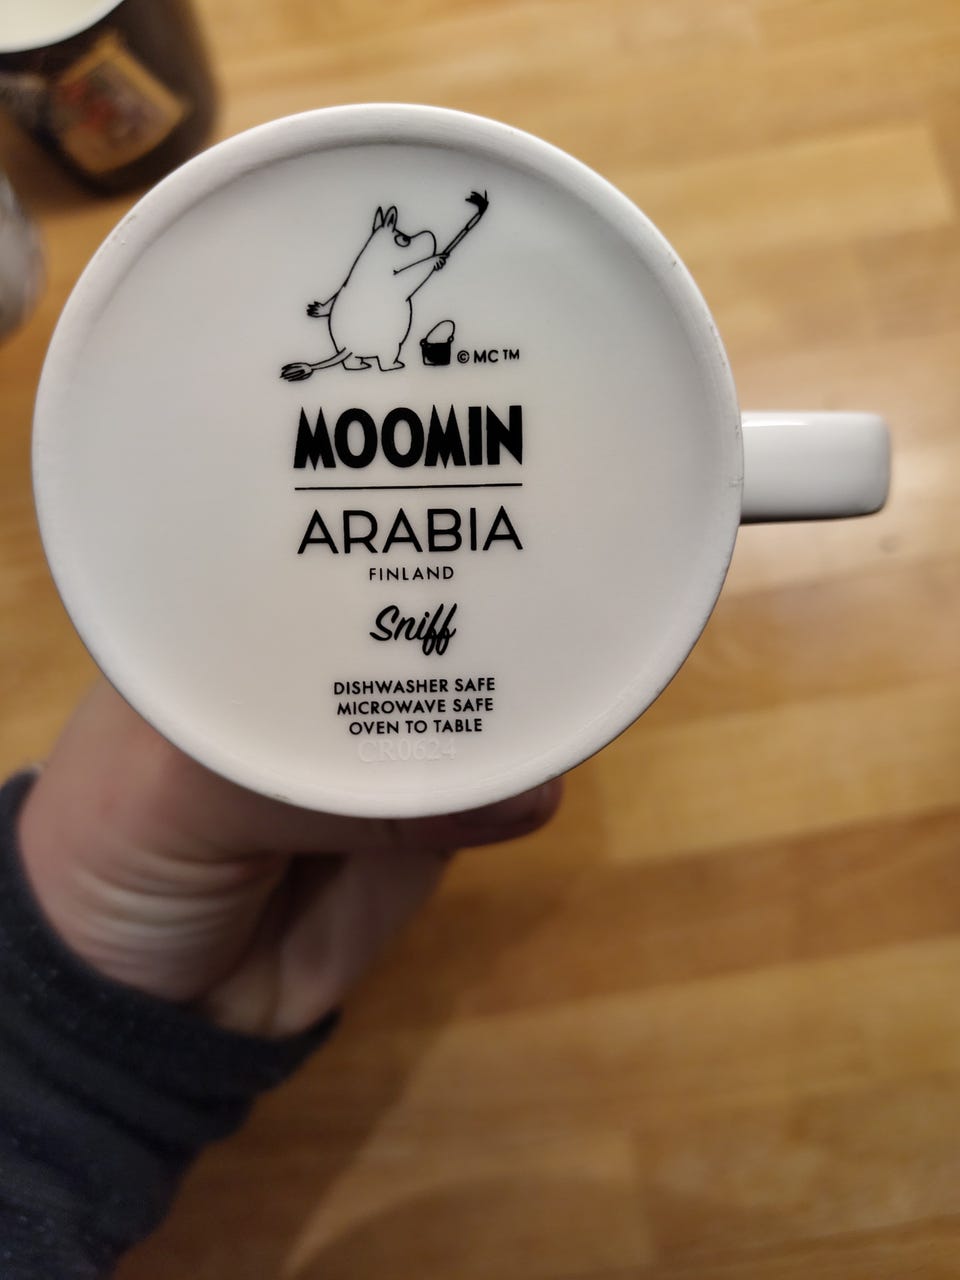 © MC ™
MOOMIN
ARABIA
FINLAND
Sniff
DISHWASHER SAFE
MICROWAVE SAFE
OVEN TO TABLE
CR0624